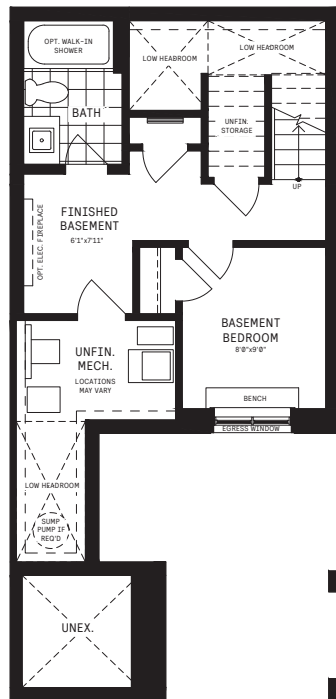 OPT. WALK-IN
SHOWER
LOW HEADROOM
LOW HEADROOM
BATH
UNFIN.
STORAGE
UP
OPT. ELEC. FIREPLACE
FINISHED
BASEMENT
6'1"x7'11"
BASEMENT
BEDROOM
8'0"x9'0"
UNFIN.
MECH.
LOCATIONS
MAY VARY
BENCH
EGRESS WINDOW
LOW HEADROOM
SUMP
PUMP IF
REQ'D
UNEX.